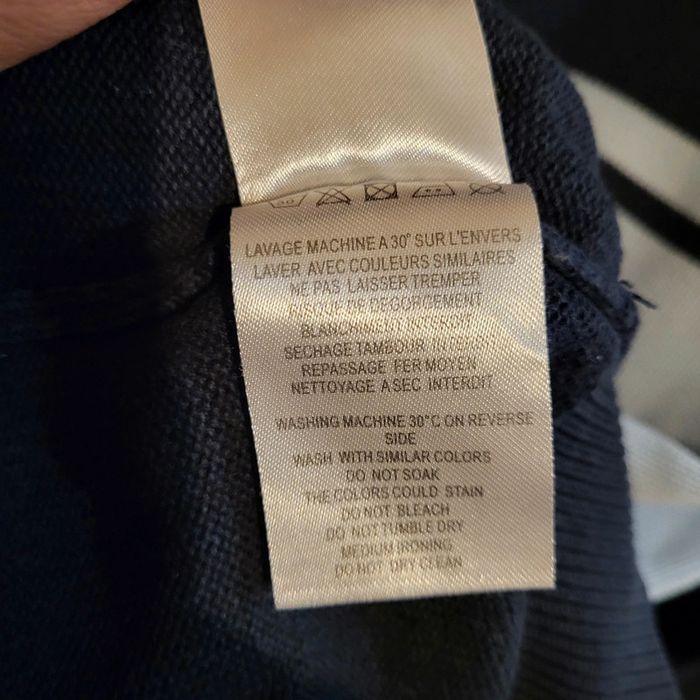 LAVAGE MACHINE A 30° SUR L'ENVERS
LAVER AVEC COULEURS SIMILAIRES
NE PAS LAISSER TREMPER
RISQUE DE DEGORGEMENT
BLANCHIMENT INTERDIT
SECHAGE TAMBOUR INTERDIT
REPASSAGE FER MOYEN
NETTOYAGE A SEC INTERDIT
WASHING MACHINE 30°C ON REVERSE
SIDE
WASH WITH SIMILAR COLORS
DO NOT SOAK
THE COLORS COULD STAIN
DO NOT BLEACH
DO NOT TUMBLE DRY
MEDIUM IRONING
DO NOT DRY CLEAN